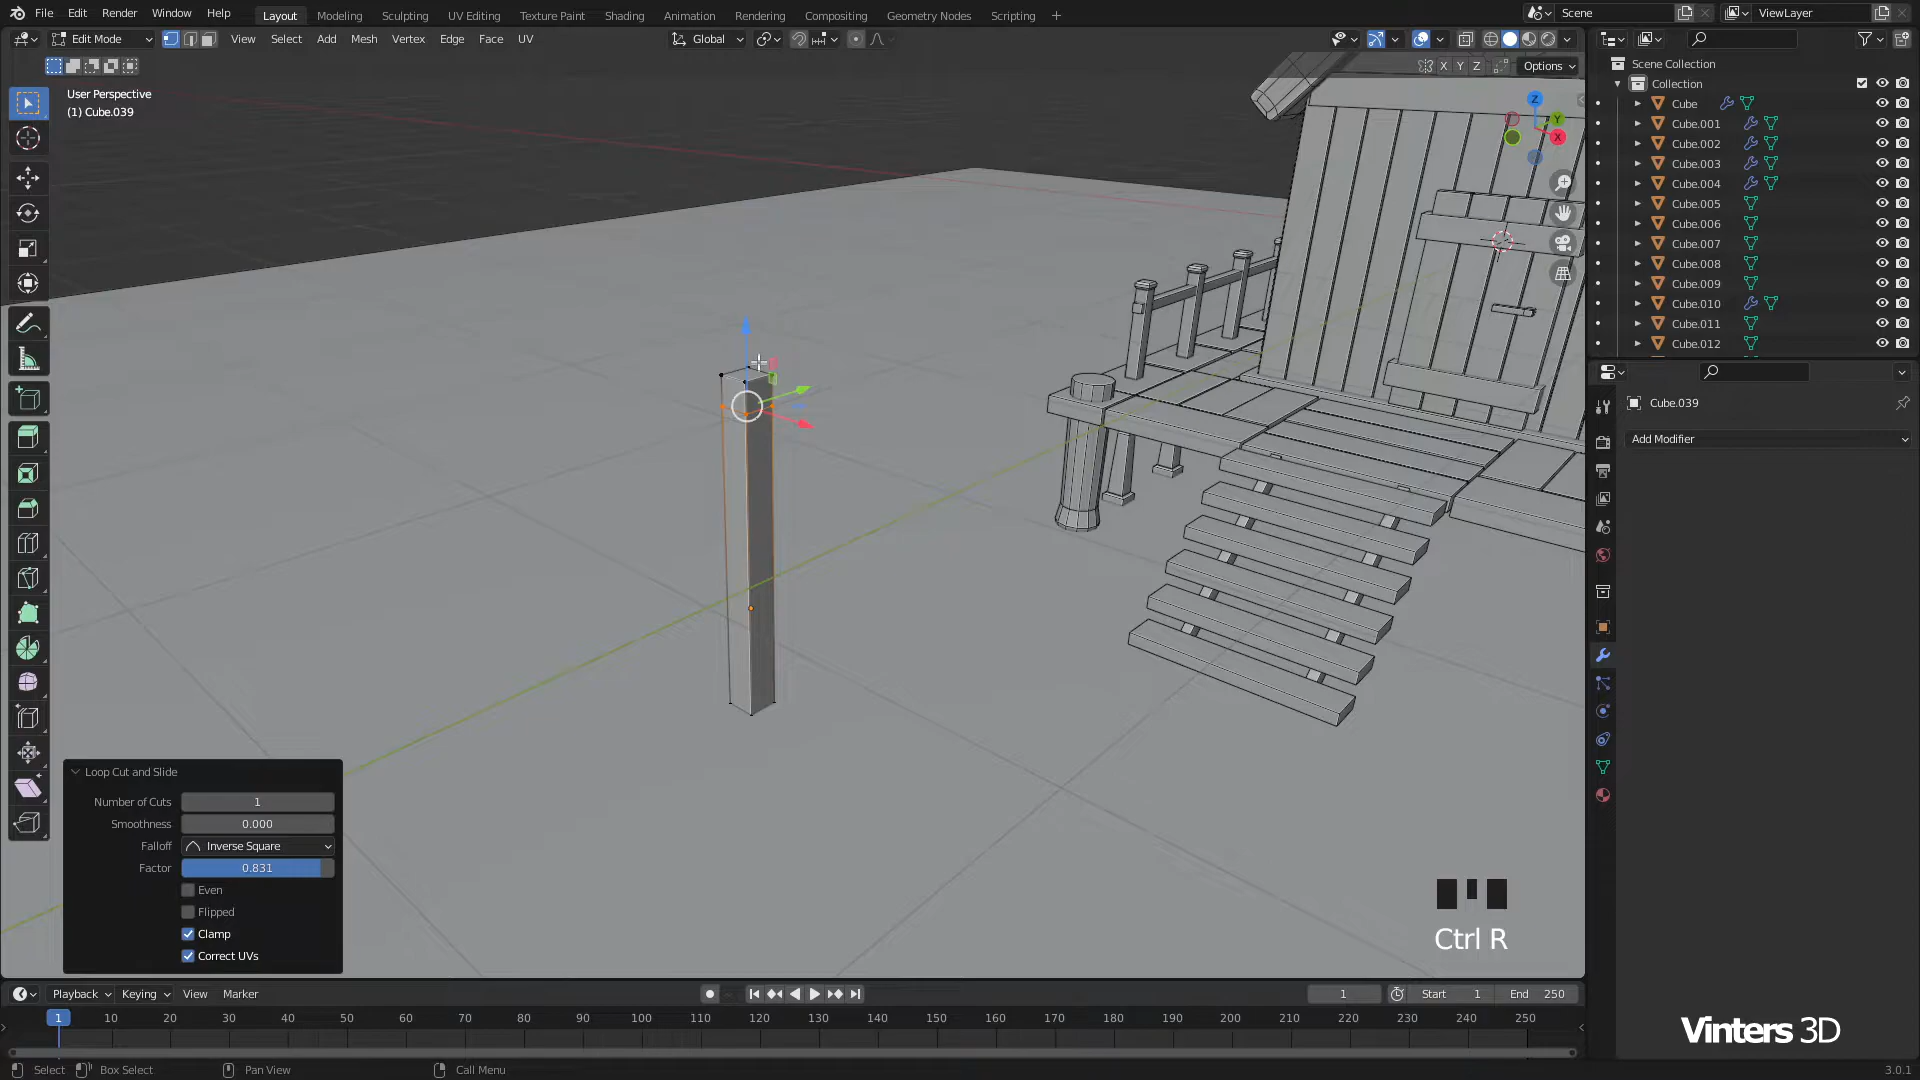 File Edit Render Window Help Layout Modeling Sculpting UV Editing Texture Paint Shading Animation Rendering Compositing Geometry Nodes Scripting + Scene ViewLayer
Edit Mode View Select Add Mesh Vertex Edge Face UV Global
X Y Z Options
User Perspective
(1) Cube.039
Z
Y
X
Scene Collection
Collection
Cube
Cube.001
Cube.002
Cube.003
Cube.004
Cube.005
Cube.006
Cube.007
Cube.008
Cube.009
Cube.010
Cube.011
Cube.012
Cube.039
Add Modifier
Loop Cut and Slide
Number of Cuts 1
Smoothness 0.000
Falloff Inverse Square
Factor 0.831
Even
Flipped
Clamp
Correct UVs
Ctrl R
Playback Keying View Marker 1 Start 1 End 250
1 10 20 30 40 50 60 70 80 90 100 110 120 130 140 150 160 170 180 190 200 210 220 230 240 250
Vinters 3D
Select Box Select Pan View Call Menu 3.0.1